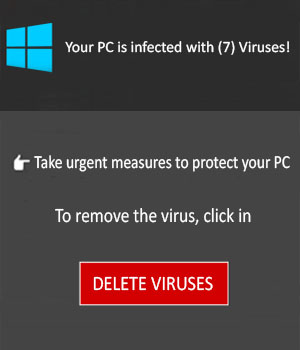 Your PC is infected with (7) Viruses!
Take urgent measures to protect your PC
To remove the virus, click in
DELETE VIRUSES